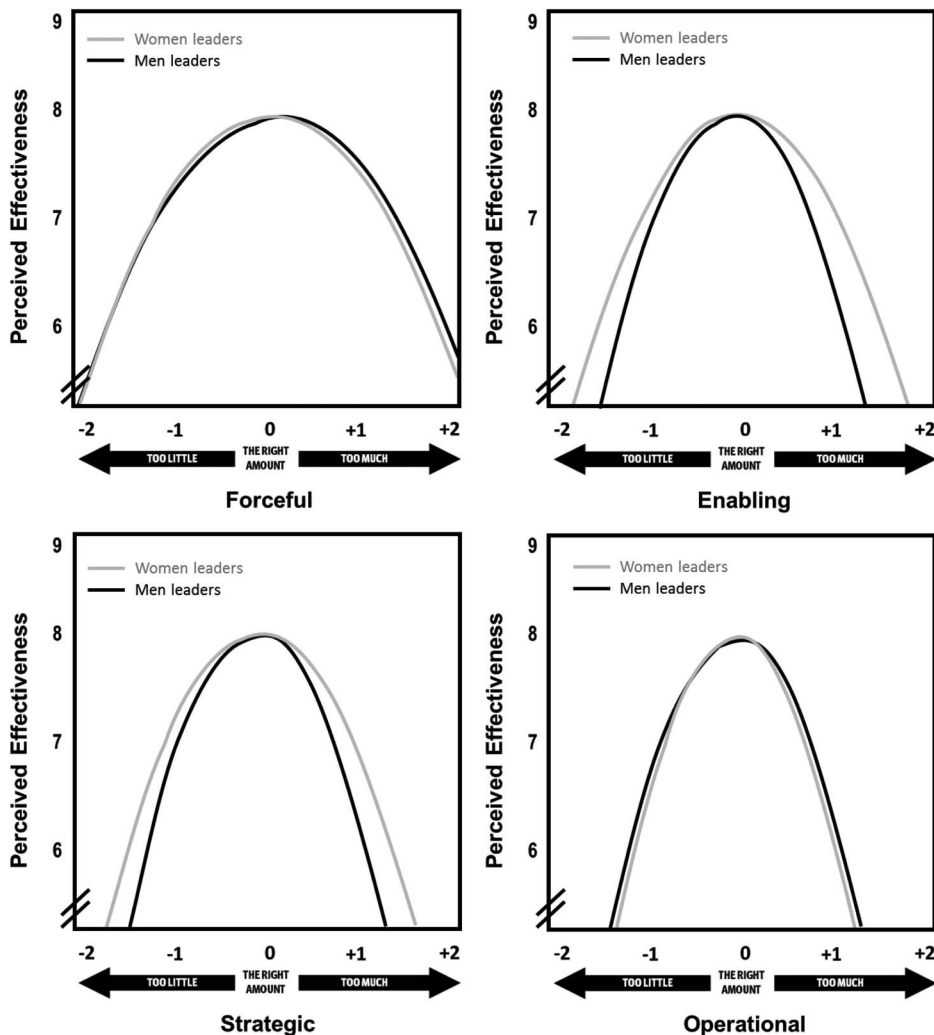 9
Women leaders
Men leaders
8
7
6
Perceived Effectiveness
-2 -1 0 +1 +2
TOO LITTLE THE RIGHT AMOUNT TOO MUCH
Forceful
9
Women leaders
Men leaders
8
7
6
Perceived Effectiveness
-2 -1 0 +1 +2
TOO LITTLE THE RIGHT AMOUNT TOO MUCH
Enabling
9
Women leaders
Men leaders
8
7
6
Perceived Effectiveness
-2 -1 0 +1 +2
TOO LITTLE THE RIGHT AMOUNT TOO MUCH
Strategic
9
Women leaders
Men leaders
8
7
6
Perceived Effectiveness
-2 -1 0 +1 +2
TOO LITTLE THE RIGHT AMOUNT TOO MUCH
Operational